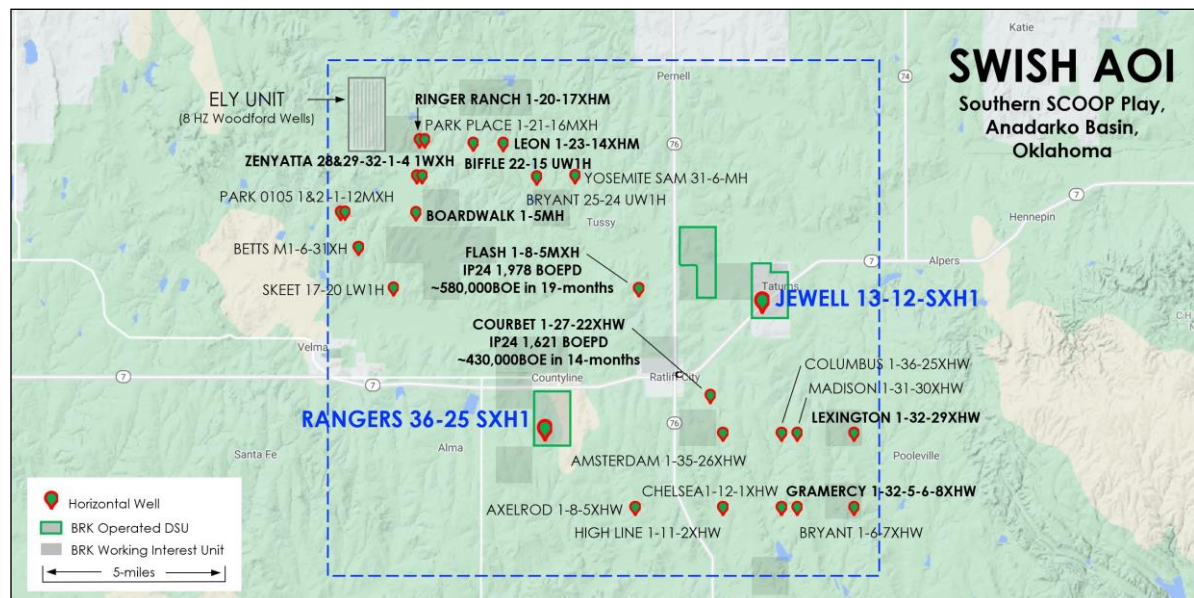 Katie
74
SWISH AOI
Southern SCOOP Play,
Anadarko Basin,
Oklahoma
Pernell
ELY UNIT
(8 HZ Woodford Wells)
RINGER RANCH 1-20-17XHM
PARK PLACE 1-21-16MXH
76
LEON 1-23-14XHM
ZENYATTA 28&29-32-1-4 1WXH
BIFFLE 22-15 UW1H
YOSEMITE SAM 31-6-MH
PARK 0105 1&2-1-12MXH
BRYANT 25-24 UW1H
BOARDWALK 1-5MH
Tussy
Hennepin
BETTS M1-6-31XH
FLASH 1-8-5MXH
IP24 1,978 BOEPD
~580,000BOE in 19-months
7
Alpers
7
SKEET 17-20 LW1H
Tatums
JEWELL 13-12-SXH1
COURBET 1-27-22XHW
IP24 1,621 BOEPD
~430,000BOE in 14-months
Velma
COLUMBUS 1-36-25XHW
7
7
Countyline
Ratliff City
MADISON 1-31-30XHW
RANGERS 36-25 SXH1
LEXINGTON 1-32-29XHW
76
Santa Fe
Alma
AMSTERDAM 1-35-26XHW
Pooleville
CHELSEA1-12-1XHW
GRAMERCY 1-32-5-6-8XHW
AXELROD 1-8-5XHW
HIGH LINE 1-11-2XHW
BRYANT 1-6-7XHW
Horizontal Well
BRK Operated DSU
BRK Working Interest Unit
5-miles